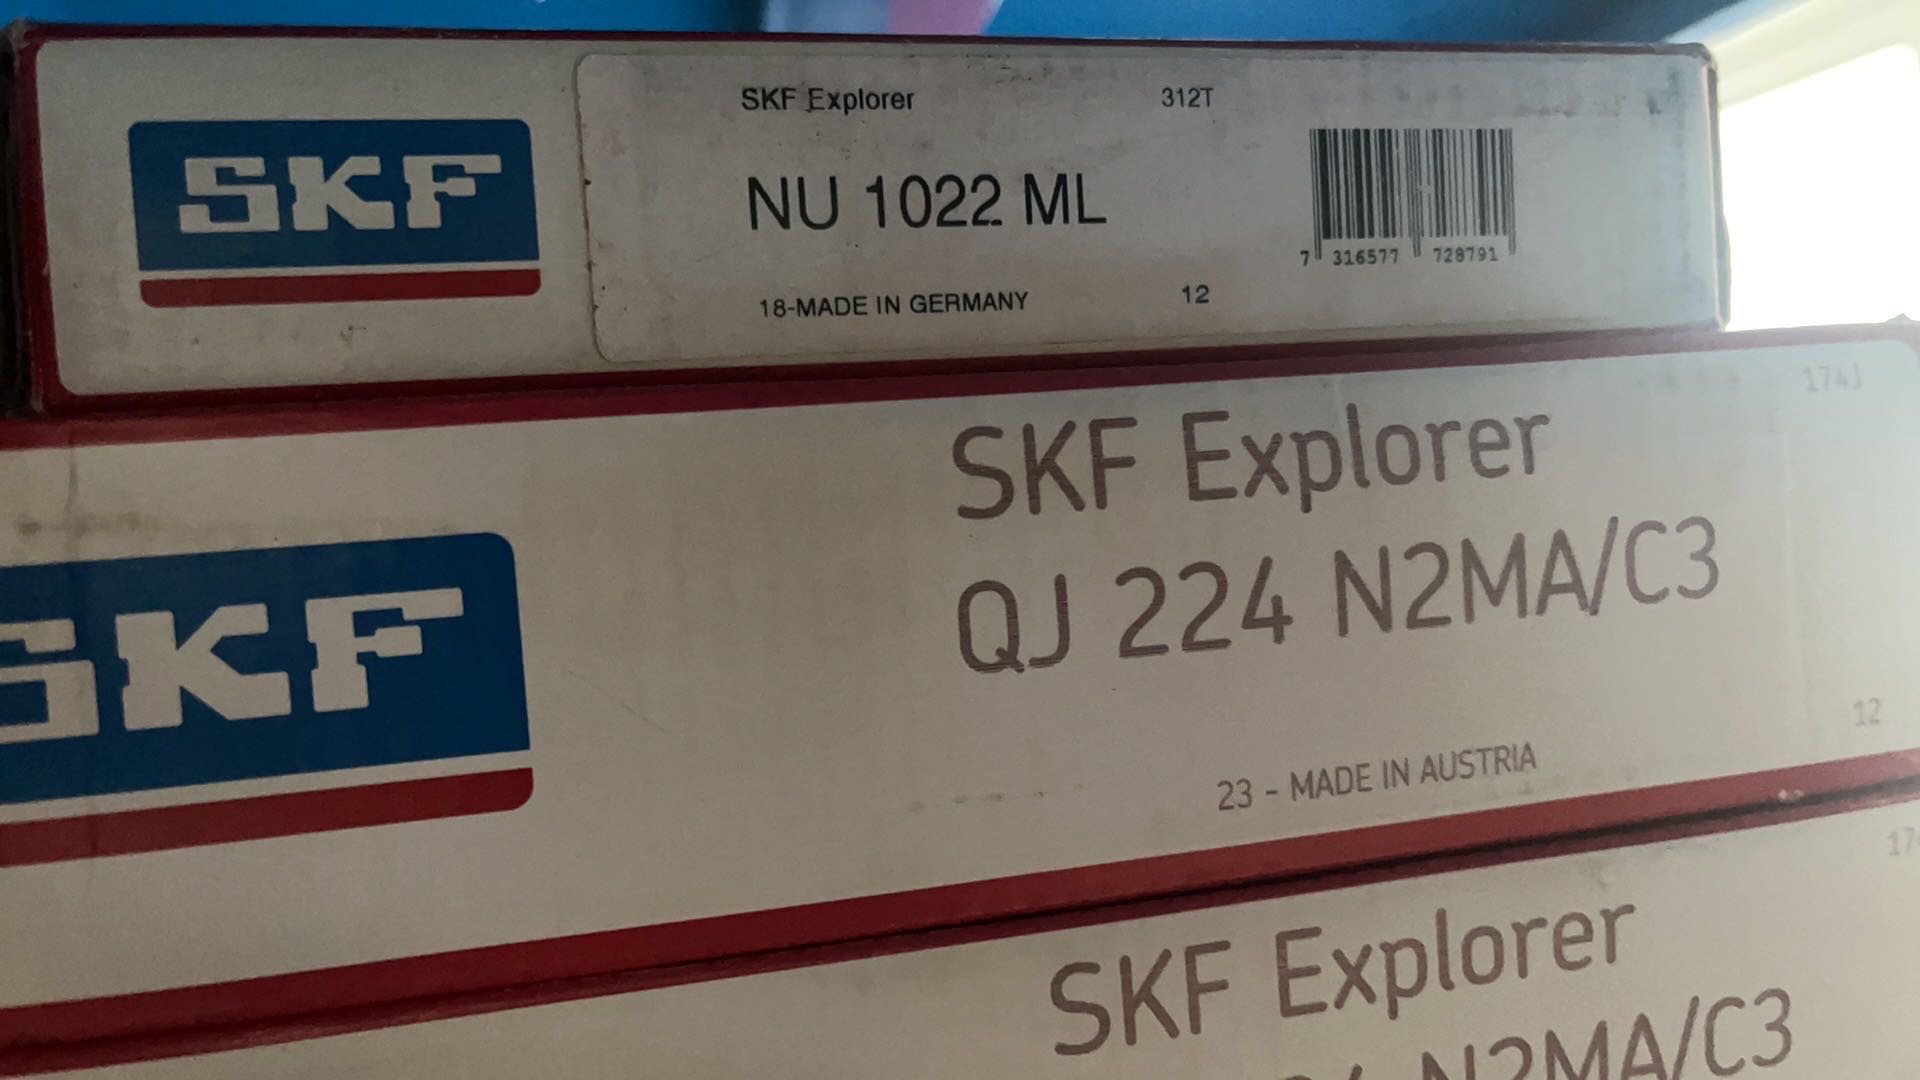 SKF
SKF Explorer 312T
NU 1022 ML
7 316577 728791
18-MADE IN GERMANY 12
174J
SKF
SKF Explorer
QJ 224 N2MA/C3
12
23 - MADE IN AUSTRIA
SKF Explorer
N2MA/C3